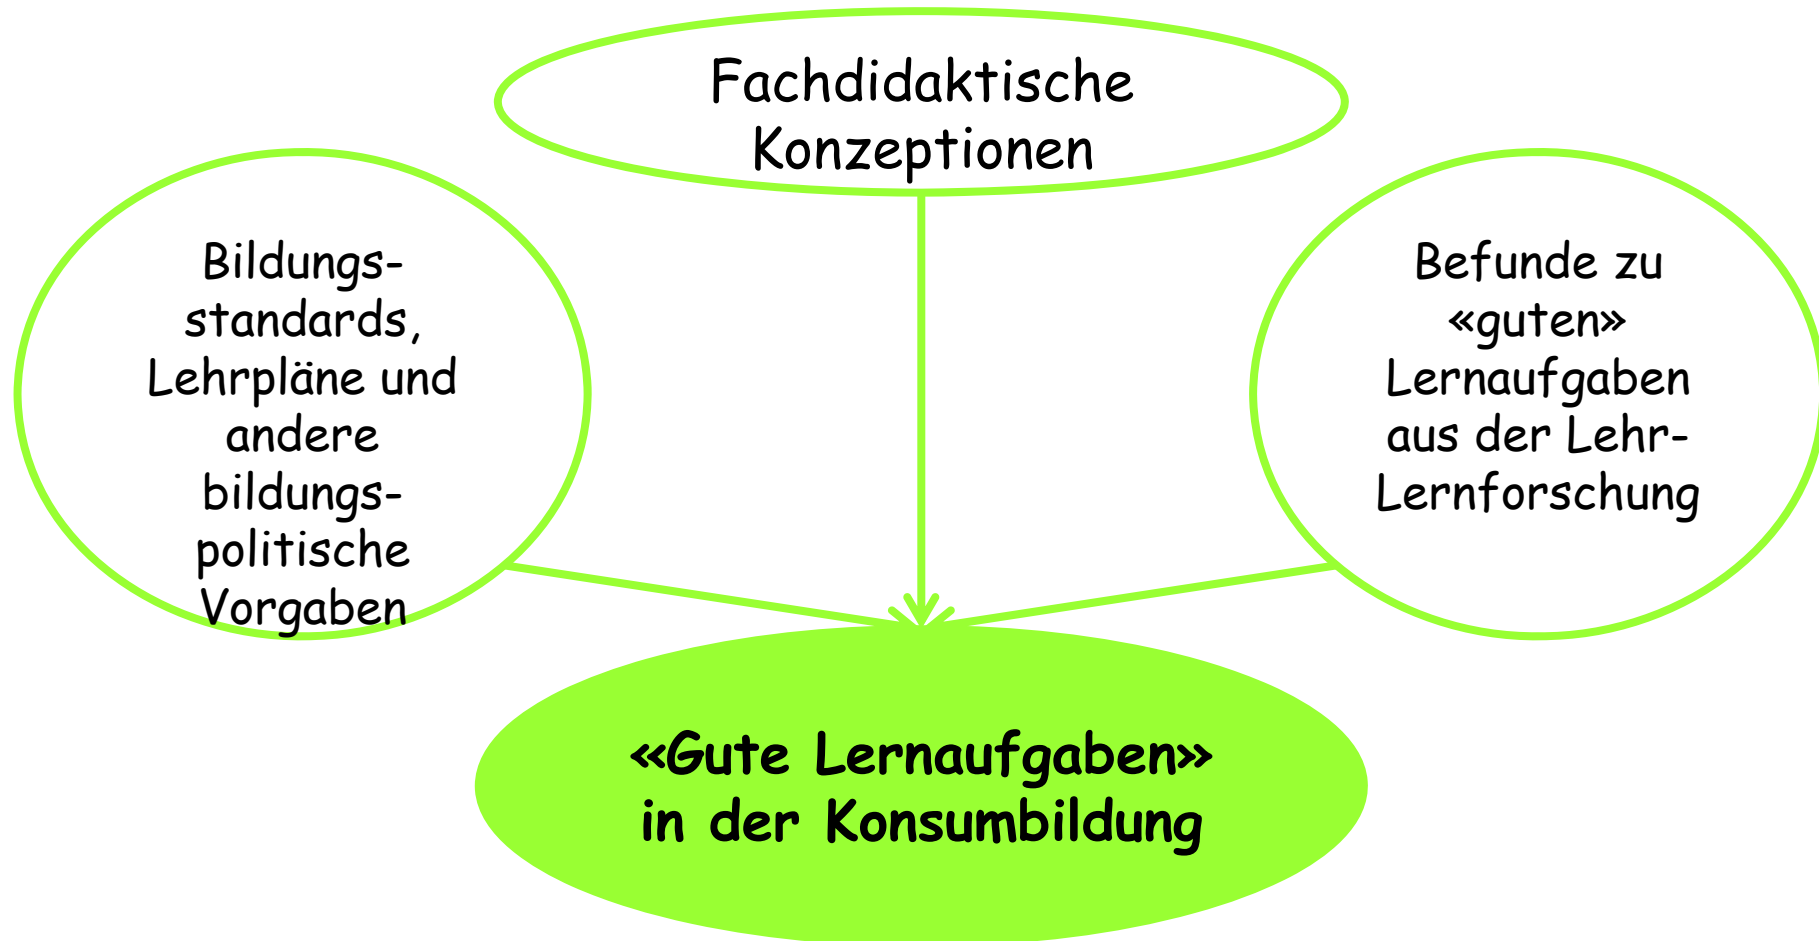 Fachdidaktische
Konzeptionen
Bildungs-
standards,
Lehrpläne und
andere
bildungs-
politische
Vorgaben
Befunde zu
«guten»
Lernaufgaben
aus der Lehr-
Lernforschung
«Gute Lernaufgaben»
in der Konsumbildung